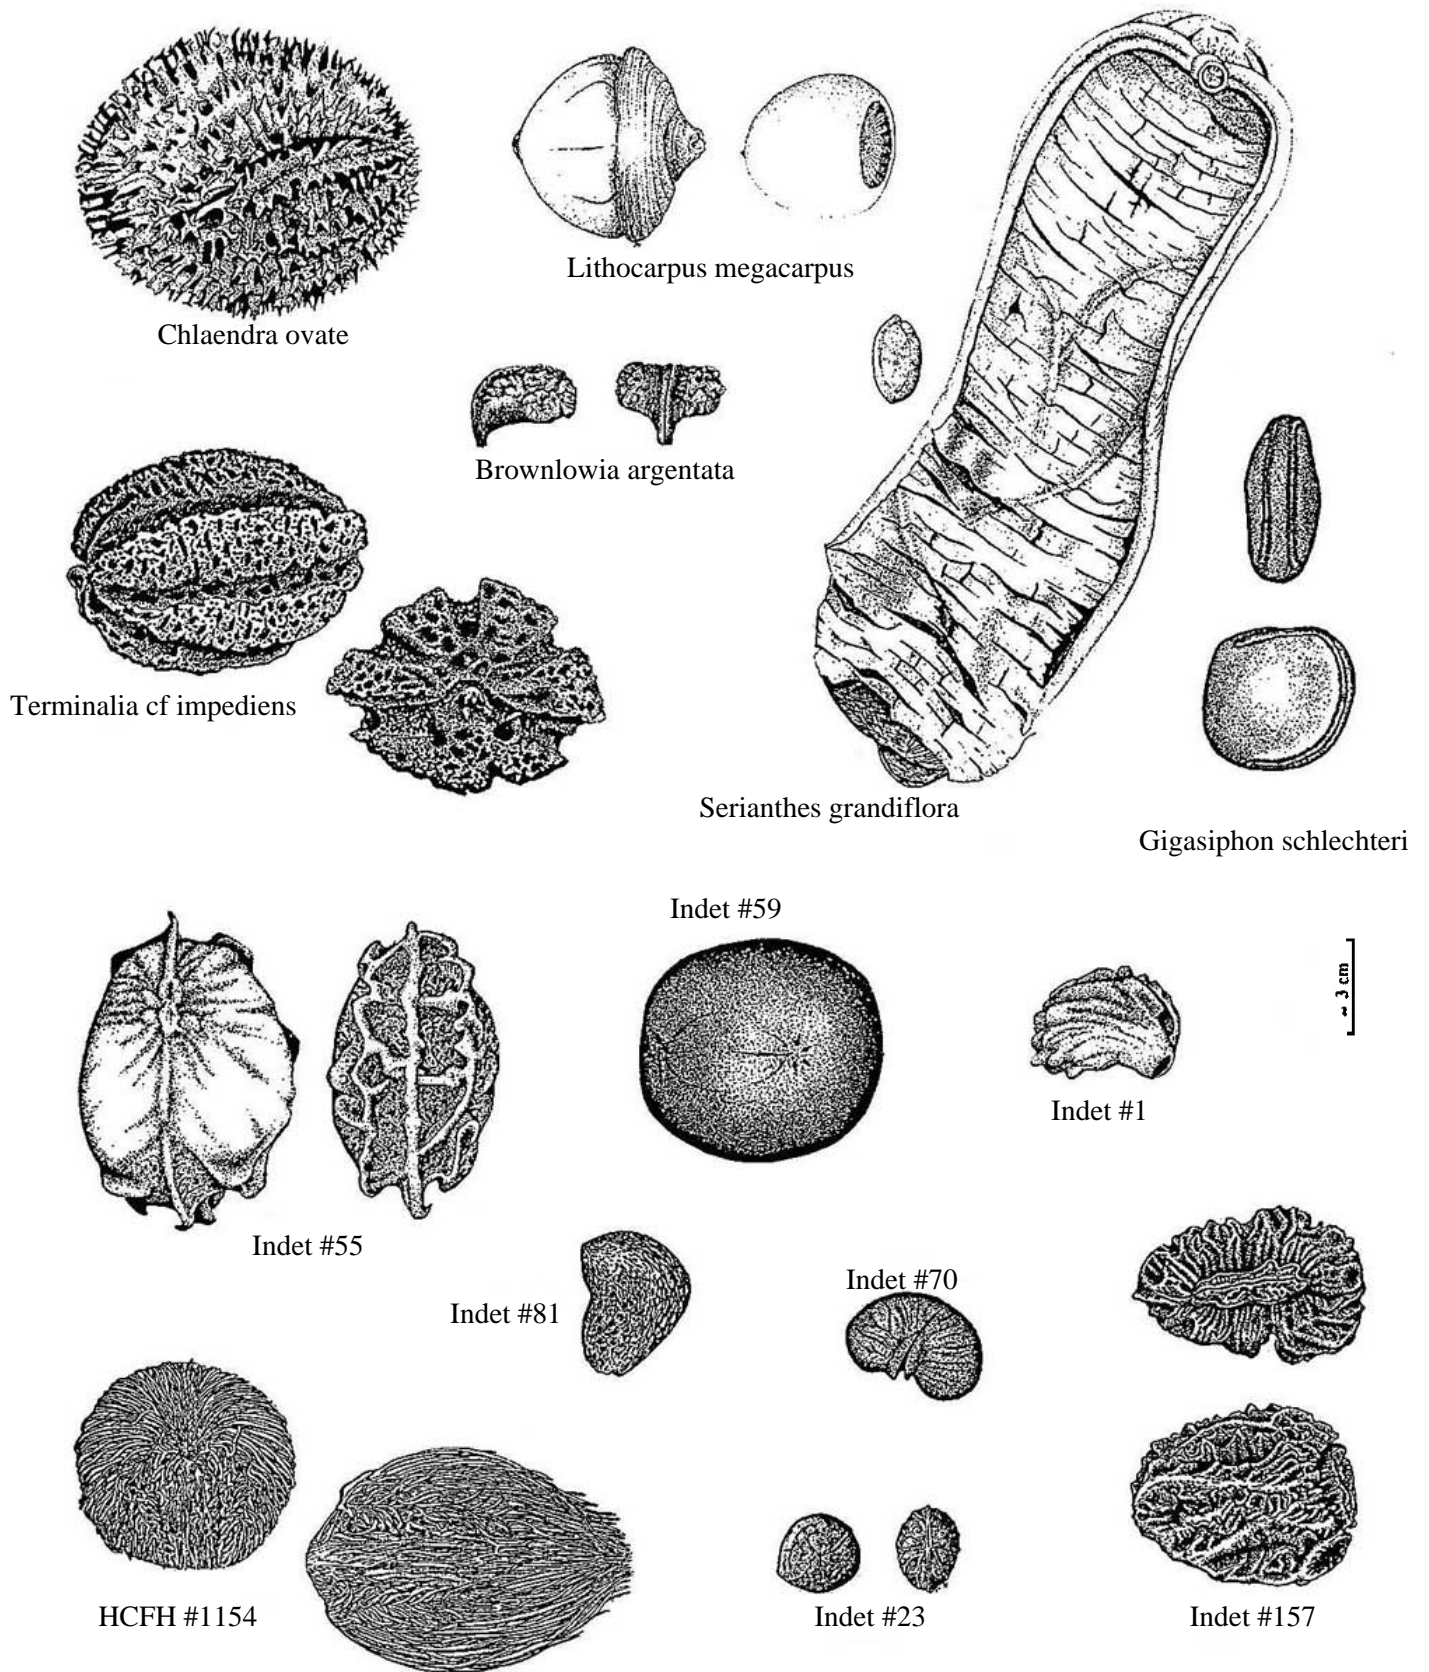 Lithocarpus megacarpus
Chlaendra ovate
Brownlowia argentata
Terminalia cf impediens
Serianthes grandiflora
Gigasiphon schlechteri
Indet #59
≈ 3 cm
Indet #1
Indet #55
Indet #70
Indet #81
HCFH #1154
Indet #23
Indet #157